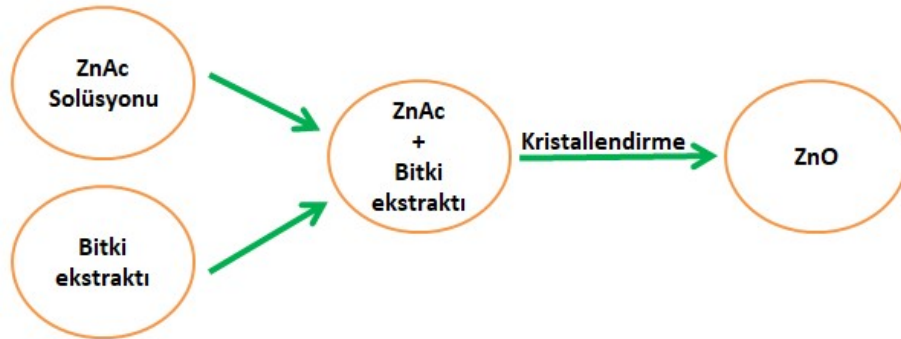 ZnAc
Solüsyonu
Bitki
ekstraktı
ZnAc
+
Bitki
ekstraktı
Kristallendirme
ZnO